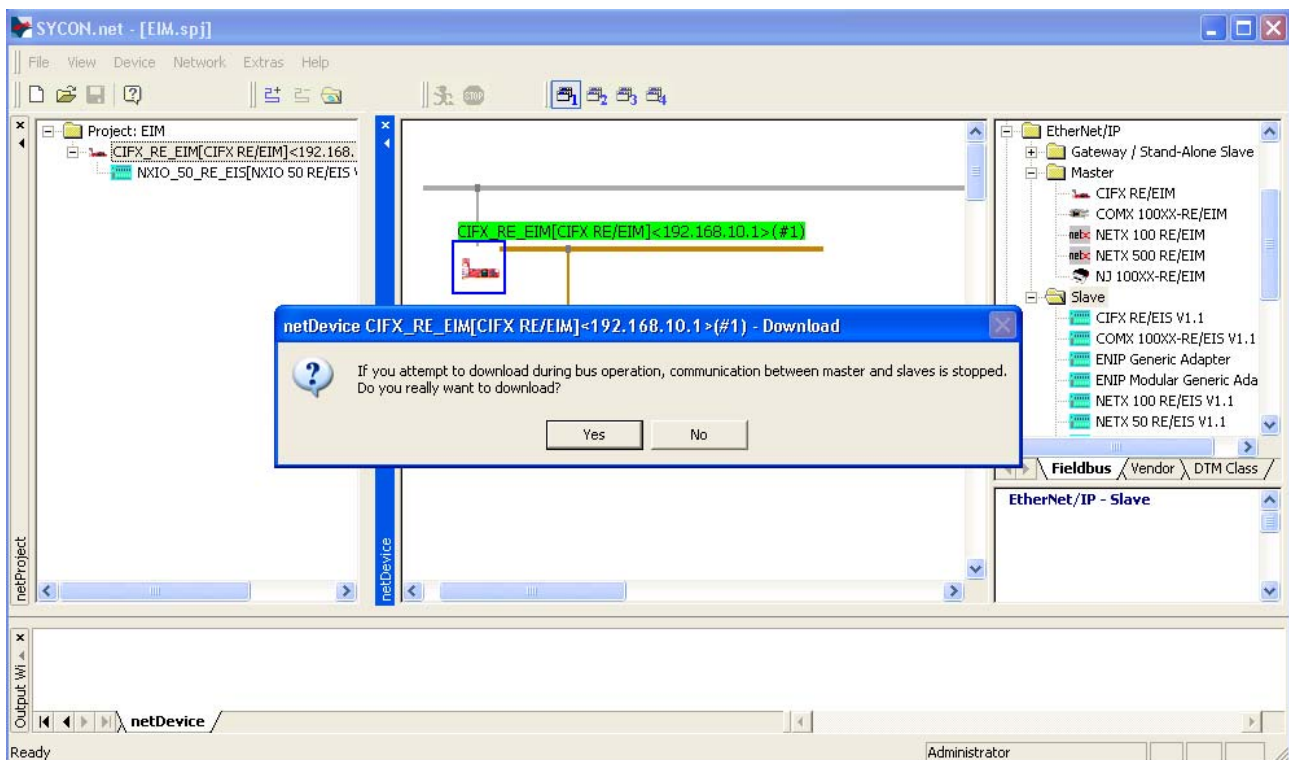 SYCON.net - [EIM.spj]
File View Device Network Extras Help
Project: EIM
CIFX_RE_EIM[CIFX RE/EIM]<192.168.
NXIO_50_RE_EIS[NXIO 50 RE/EIS
netProject
CIFX_RE_EIM[CIFX RE/EIM]<192.168.10.1>(#1)
netDevice
netDevice CIFX_RE_EIM[CIFX RE/EIM]<192.168.10.1>(#1) - Download
If you attempt to download during bus operation, communication between master and slaves is stopped.
Do you really want to download?
Yes No
EtherNet/IP
Gateway / Stand-Alone Slave
Master
CIFX RE/EIM
COMX 100XX-RE/EIM
NETX 100 RE/EIM
NETX 500 RE/EIM
NJ 100XX-RE/EIM
Slave
CIFX RE/EIS V1.1
COMX 100XX-RE/EIS V1.1
ENIP Generic Adapter
ENIP Modular Generic Ada
NETX 100 RE/EIS V1.1
NETX 50 RE/EIS V1.1
Fieldbus Vendor DTM Class
EtherNet/IP - Slave
Output Wi
netDevice
Ready
Administrator